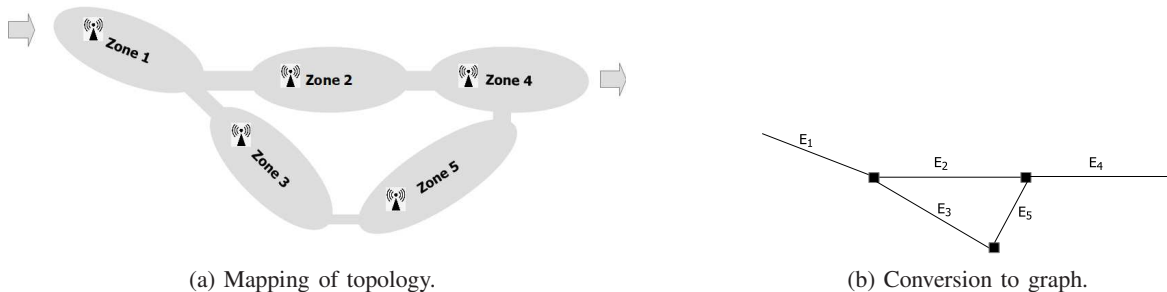 Zone 1
Zone 2
Zone 4
Zone 3
Zone 5
(a) Mapping of topology.
E1
E2
E4
E3
E5
(b) Conversion to graph.